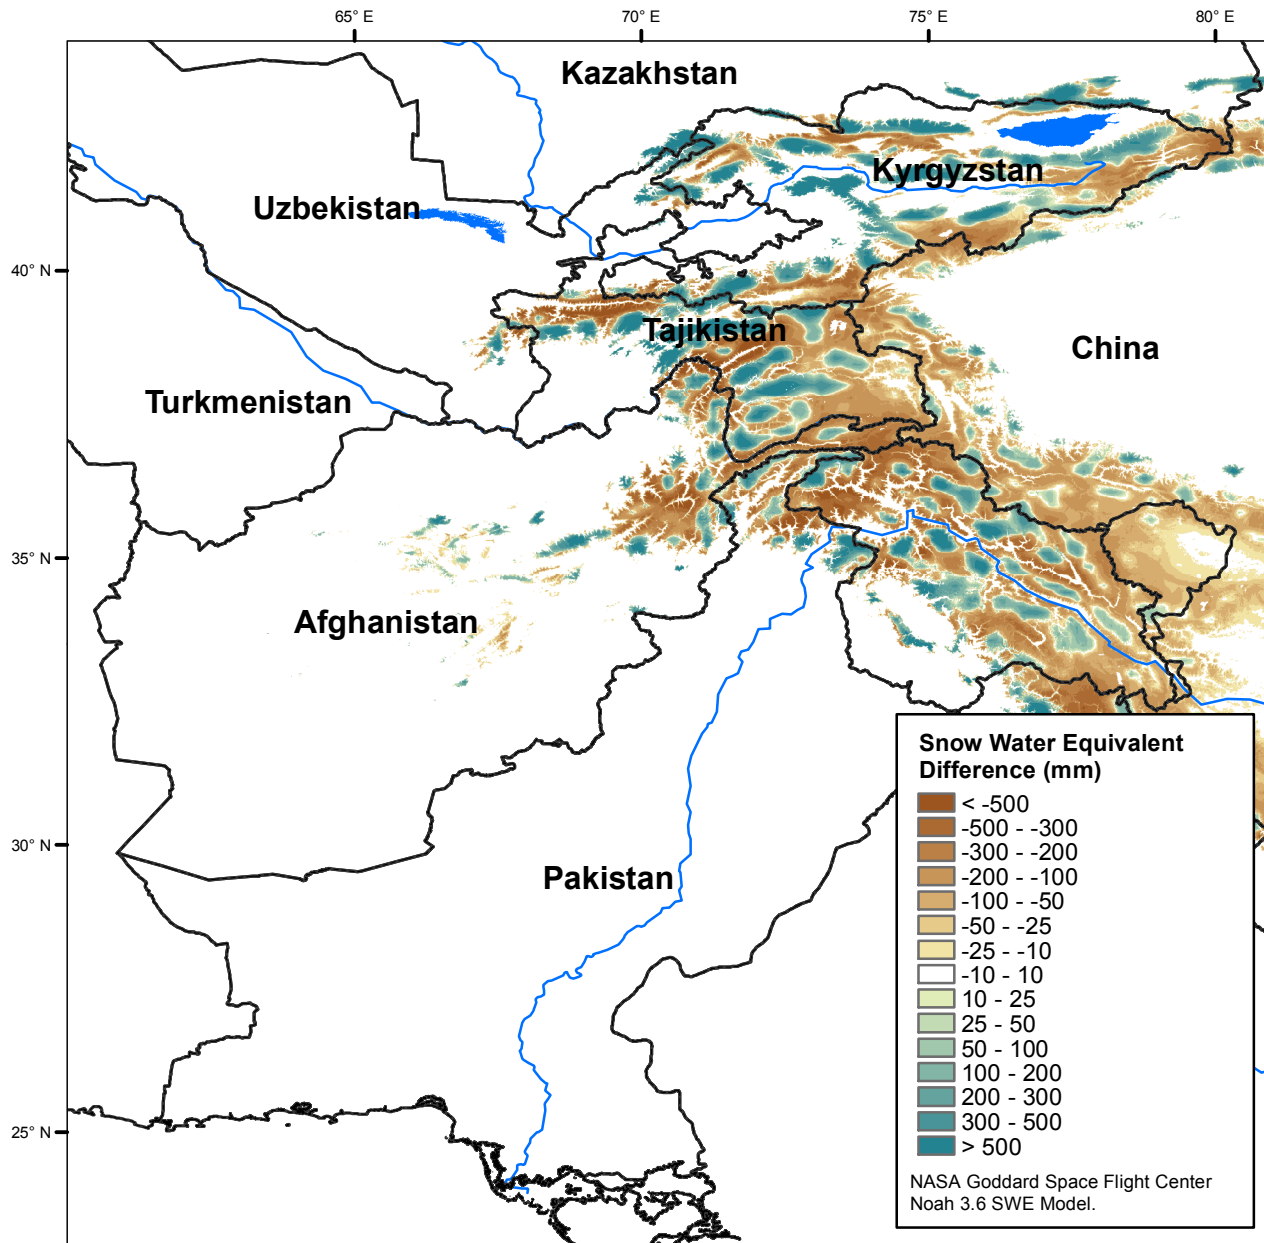 65° E
70° E
75° E
80° E
Kazakhstan
Kyrgyzstan
Uzbekistan
40° N
Tajikistan
China
Turkmenistan
35° N
Afghanistan
Snow Water Equivalent
Difference (mm)
< -500
-500 - -300
-300 - -200
-200 - -100
-100 - -50
-50 - -25
-25 - -10
-10 - 10
10 - 25
25 - 50
50 - 100
100 - 200
200 - 300
300 - 500
> 500
NASA Goddard Space Flight Center
Noah 3.6 SWE Model.
30° N
Pakistan
25° N